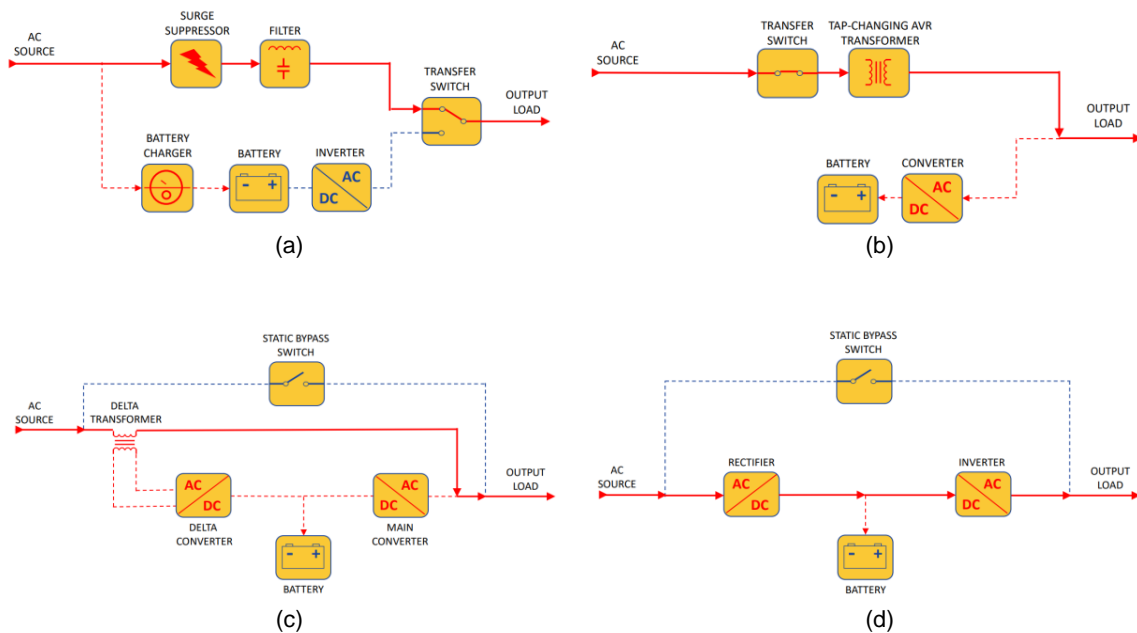 SURGE
SUPPRESSOR
FILTER
AC
SOURCE
TRANSFER
SWITCH
OUTPUT
LOAD
BATTERY
CHARGER
BATTERY
INVERTER
- +
AC
DC
(a)
TRANSFER
SWITCH
TAP-CHANGING AVR
TRANSFORMER
AC
SOURCE
OUTPUT
LOAD
BATTERY
CONVERTER
- +
AC
DC
(b)
STATIC BYPASS
SWITCH
AC
SOURCE
DELTA
TRANSFORMER
OUTPUT
LOAD
AC
DC
AC
DC
DELTA
CONVERTER
MAIN
CONVERTER
- +
BATTERY
(c)
STATIC BYPASS
SWITCH
AC
SOURCE
RECTIFIER
INVERTER
OUTPUT
LOAD
AC
DC
AC
DC
- +
BATTERY
(d)